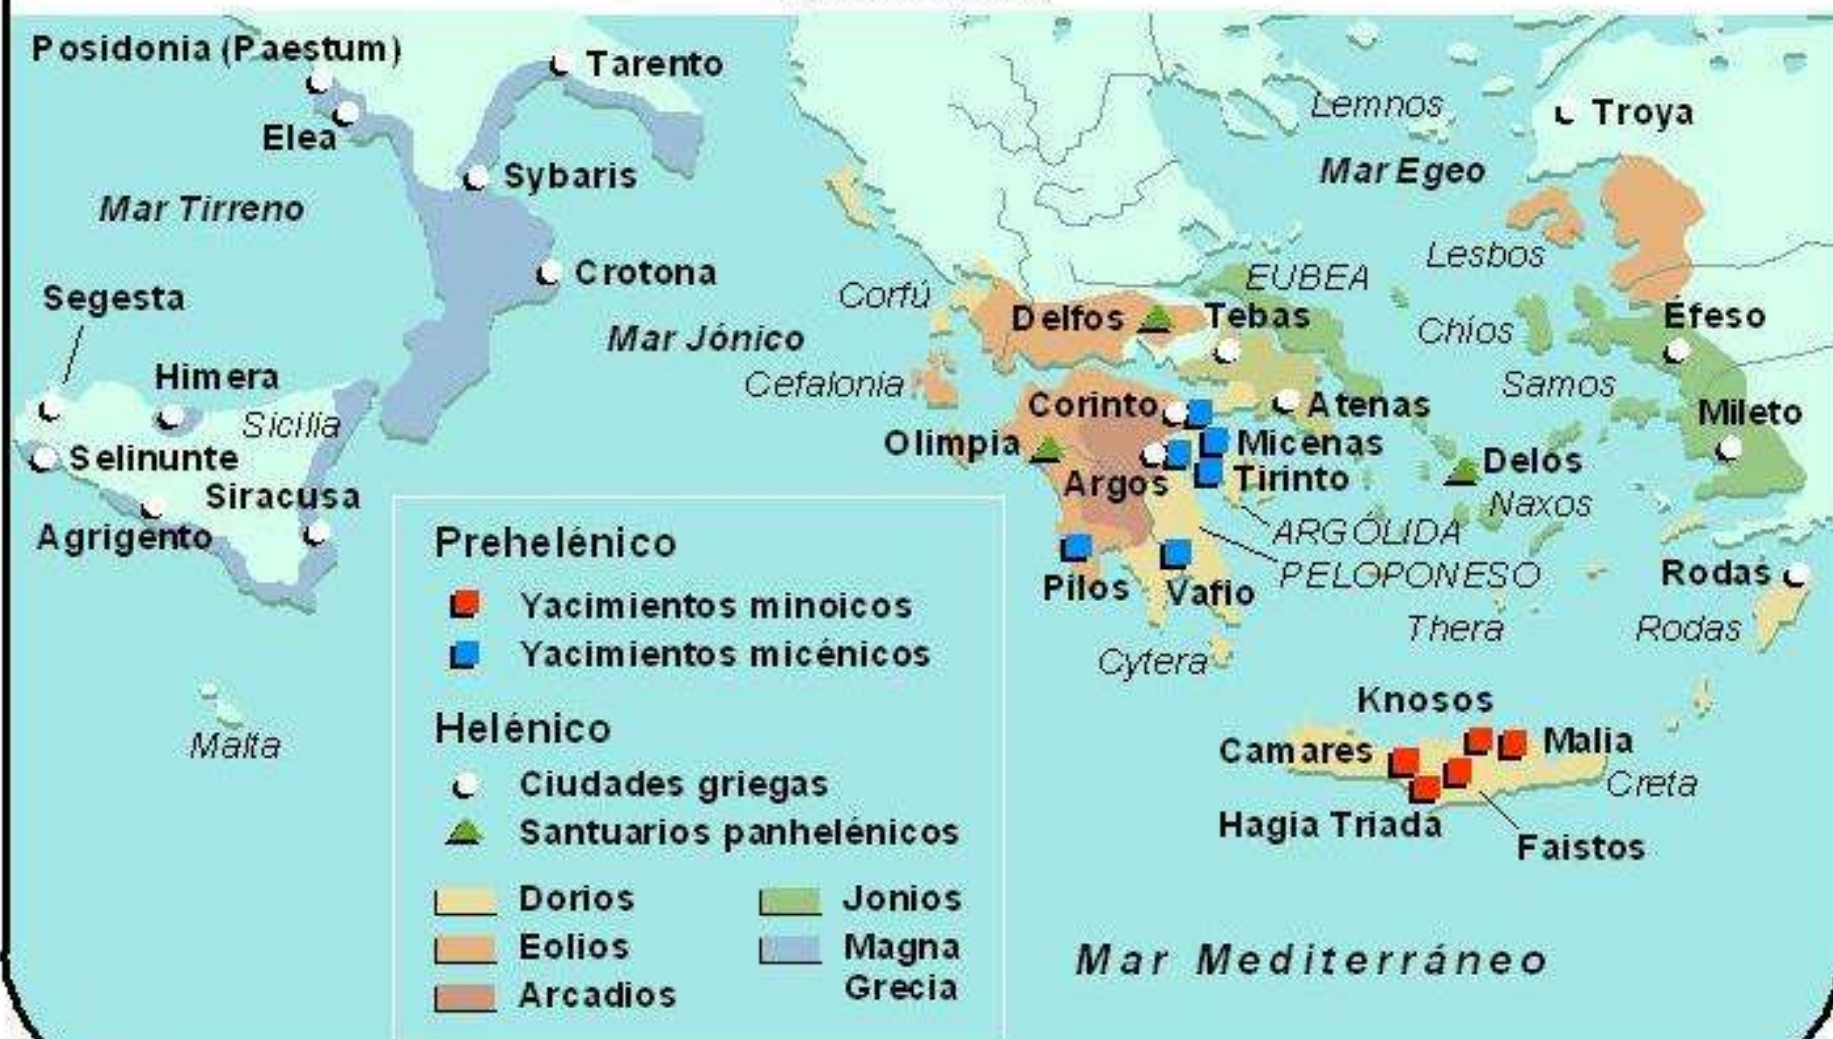 Posidonia (Paestum)
Tarento
Elea
Sybaris
Mar Tirreno
Crotona
Segesta
Himera
Sicilia
Selinunte
Siracusa
Agrigento
Malta
Mar Jónico
Corfú
Cefalonia
Lemnos
Troya
Mar Egeo
Lesbos
EUBEA
Delfos
Tebas
Chíos
Éfeso
Samos
Corinto
Atenas
Mileto
Olimpia
Micenas
Delos
Argos
Tirinto
Naxos
ARGÓLIDA
PELOPONESO
Pilos
Vafio
Thera
Rodas
Rodas
Cytera
Knosos
Camares
Malia
Creta
Hagia Triada
Faistos
Mar Mediterráneo
Prehelénico
Yacimientos minoicos
Yacimientos micénicos
Helénico
Ciudades griegas
Santuarios panhelénicos
Dorios
Eolios
Arcadios
Jonios
Magna
Grecia